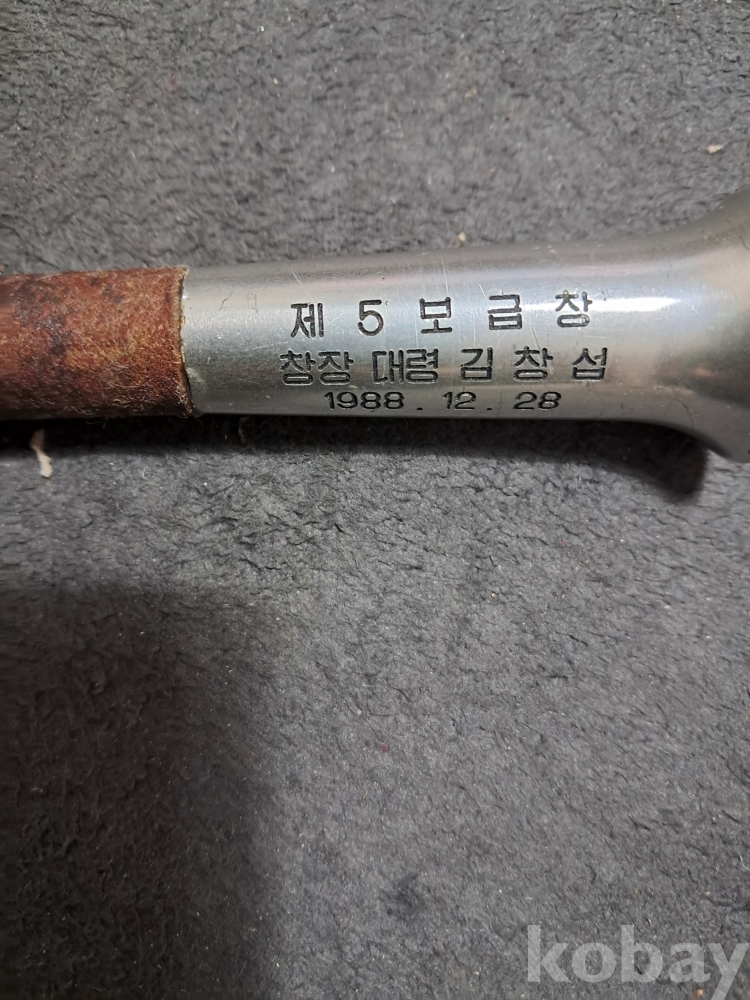 제 5 보 급 창
창장 대령 김 창 섭
1988 . 12 . 28
kobay